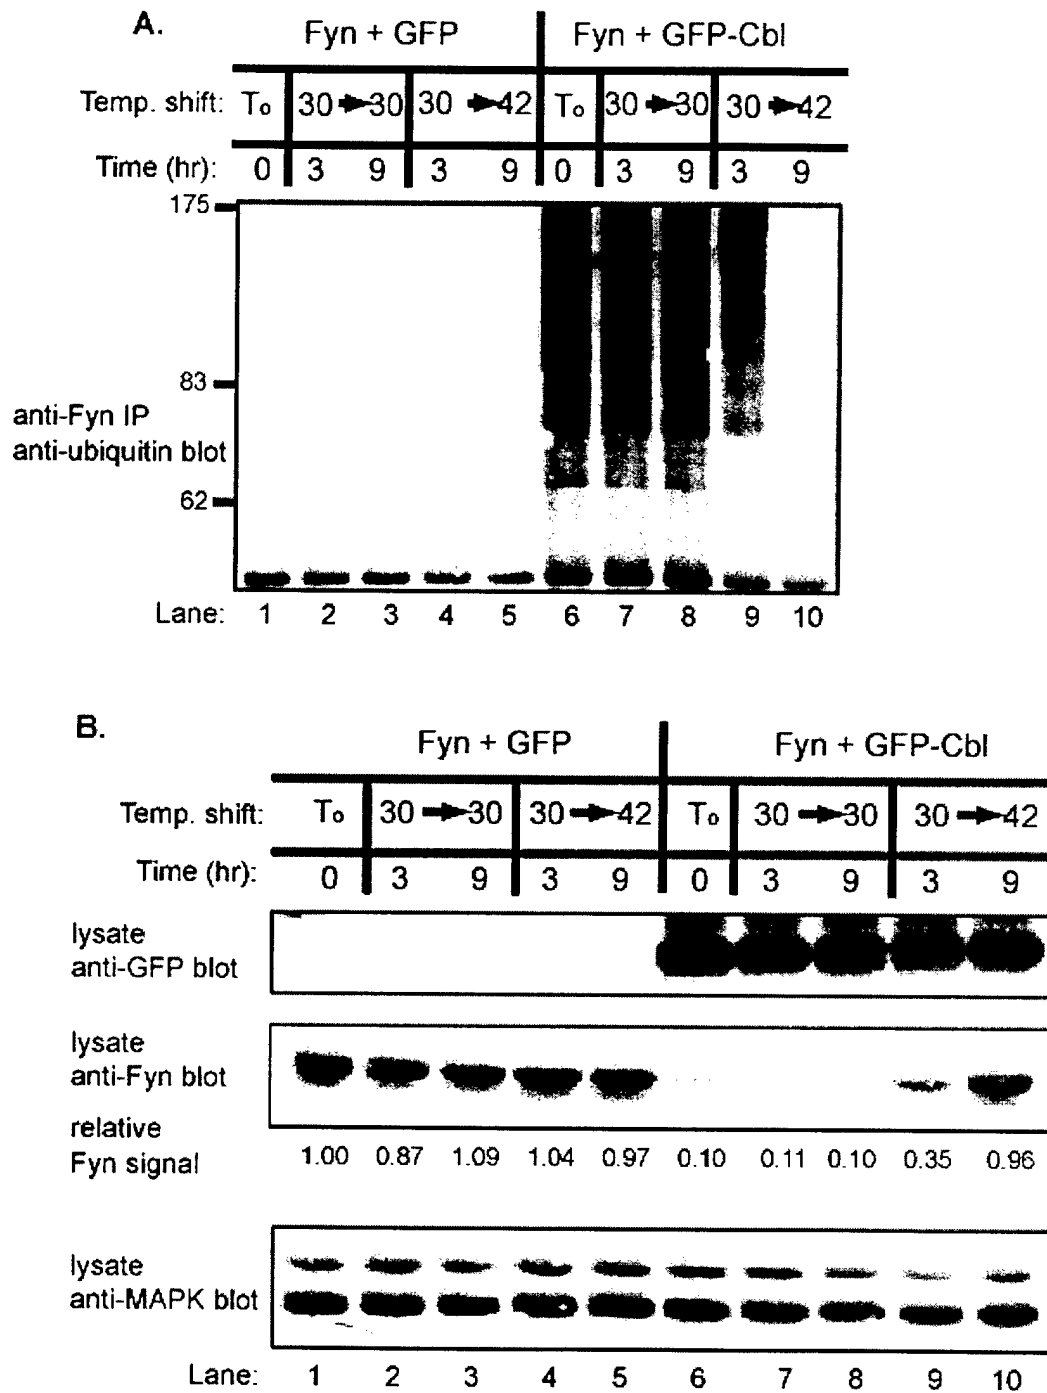 A.
Fyn + GFP Fyn + GFP-Cbl
Temp. shift: To 30 30 30 42 To 30 30 30 42
Time (hr): 0 3 9 3 9 0 3 9 3 9
175
83
anti-Fyn IP
anti-ubiquitin blot
62
Lane: 1 2 3 4 5 6 7 8 9 10
B.
Fyn + GFP Fyn + GFP-Cbl
Temp. shift: To 30 30 30 42 To 30 30 30 42
Time (hr): 0 3 9 3 9 0 3 9 3 9
lysate
anti-GFP blot
lysate
anti-Fyn blot
relative
Fyn signal 1.00 0.87 1.09 1.04 0.97 0.10 0.11 0.10 0.35 0.96
lysate
anti-MAPK blot
Lane: 1 2 3 4 5 6 7 8 9 10